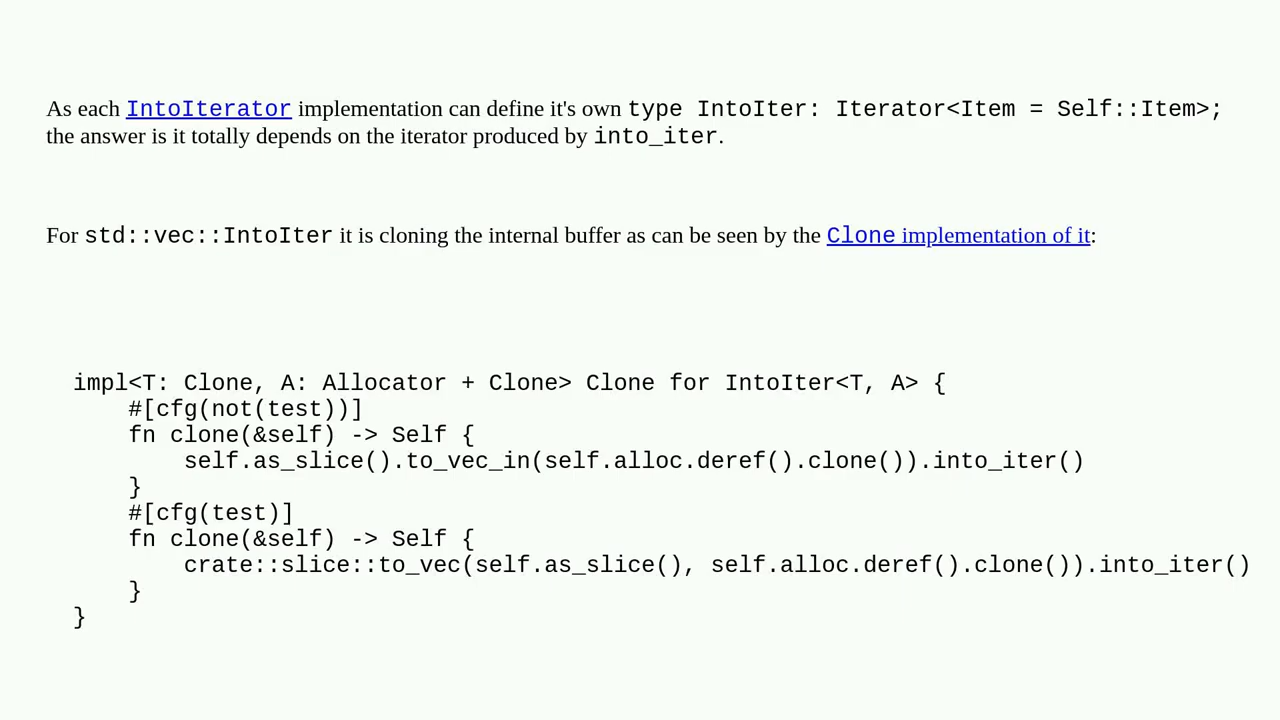 As each IntoIterator implementation can define it's own type IntoIter: Iterator<Item = Self::Item>;
the answer is it totally depends on the iterator produced by into_iter.
For std::vec::IntoIter it is cloning the internal buffer as can be seen by the Clone implementation of it:
impl<T: Clone, A: Allocator + Clone> Clone for IntoIter<T, A> {
    #[cfg(not(test))]
    fn clone(&self) -> Self {
        self.as_slice().to_vec_in(self.alloc.deref().clone()).into_iter()
    }
    #[cfg(test)]
    fn clone(&self) -> Self {
        crate::slice::to_vec(self.as_slice(), self.alloc.deref().clone()).into_iter()
    }
}